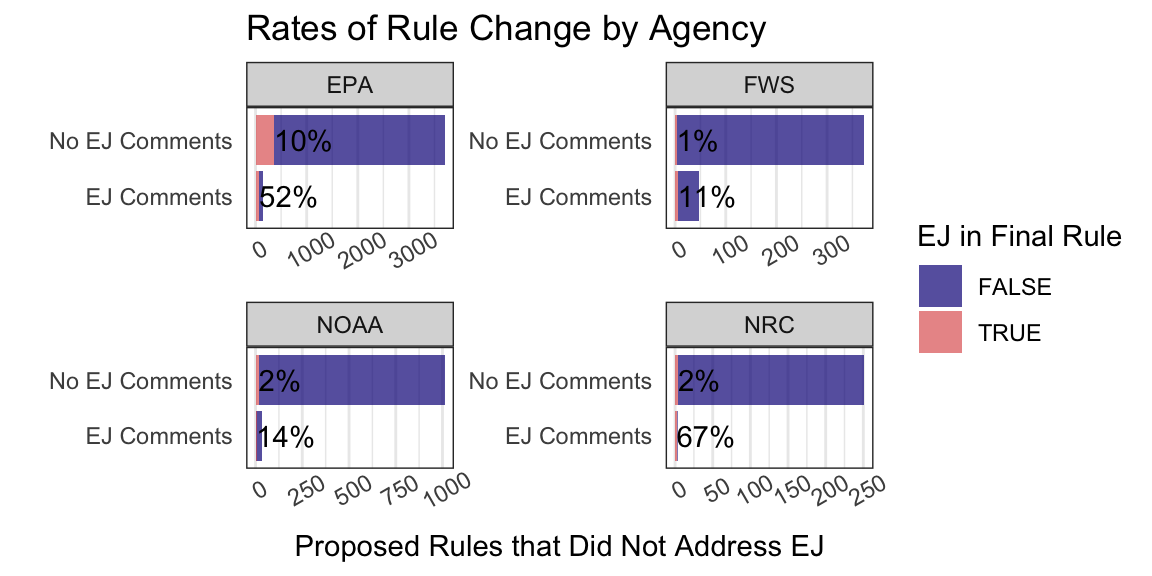 Rates of Rule Change by Agency
EPA
No EJ Comments
10%
EJ Comments
52%
0 1000 2000 3000
FWS
No EJ Comments
1%
EJ Comments
11%
0 100 200 300
NOAA
No EJ Comments
2%
EJ Comments
14%
0 250 500 750 1000
NRC
No EJ Comments
2%
EJ Comments
67%
0 50 100 150 200 250
Proposed Rules that Did Not Address EJ
EJ in Final Rule
FALSE
TRUE